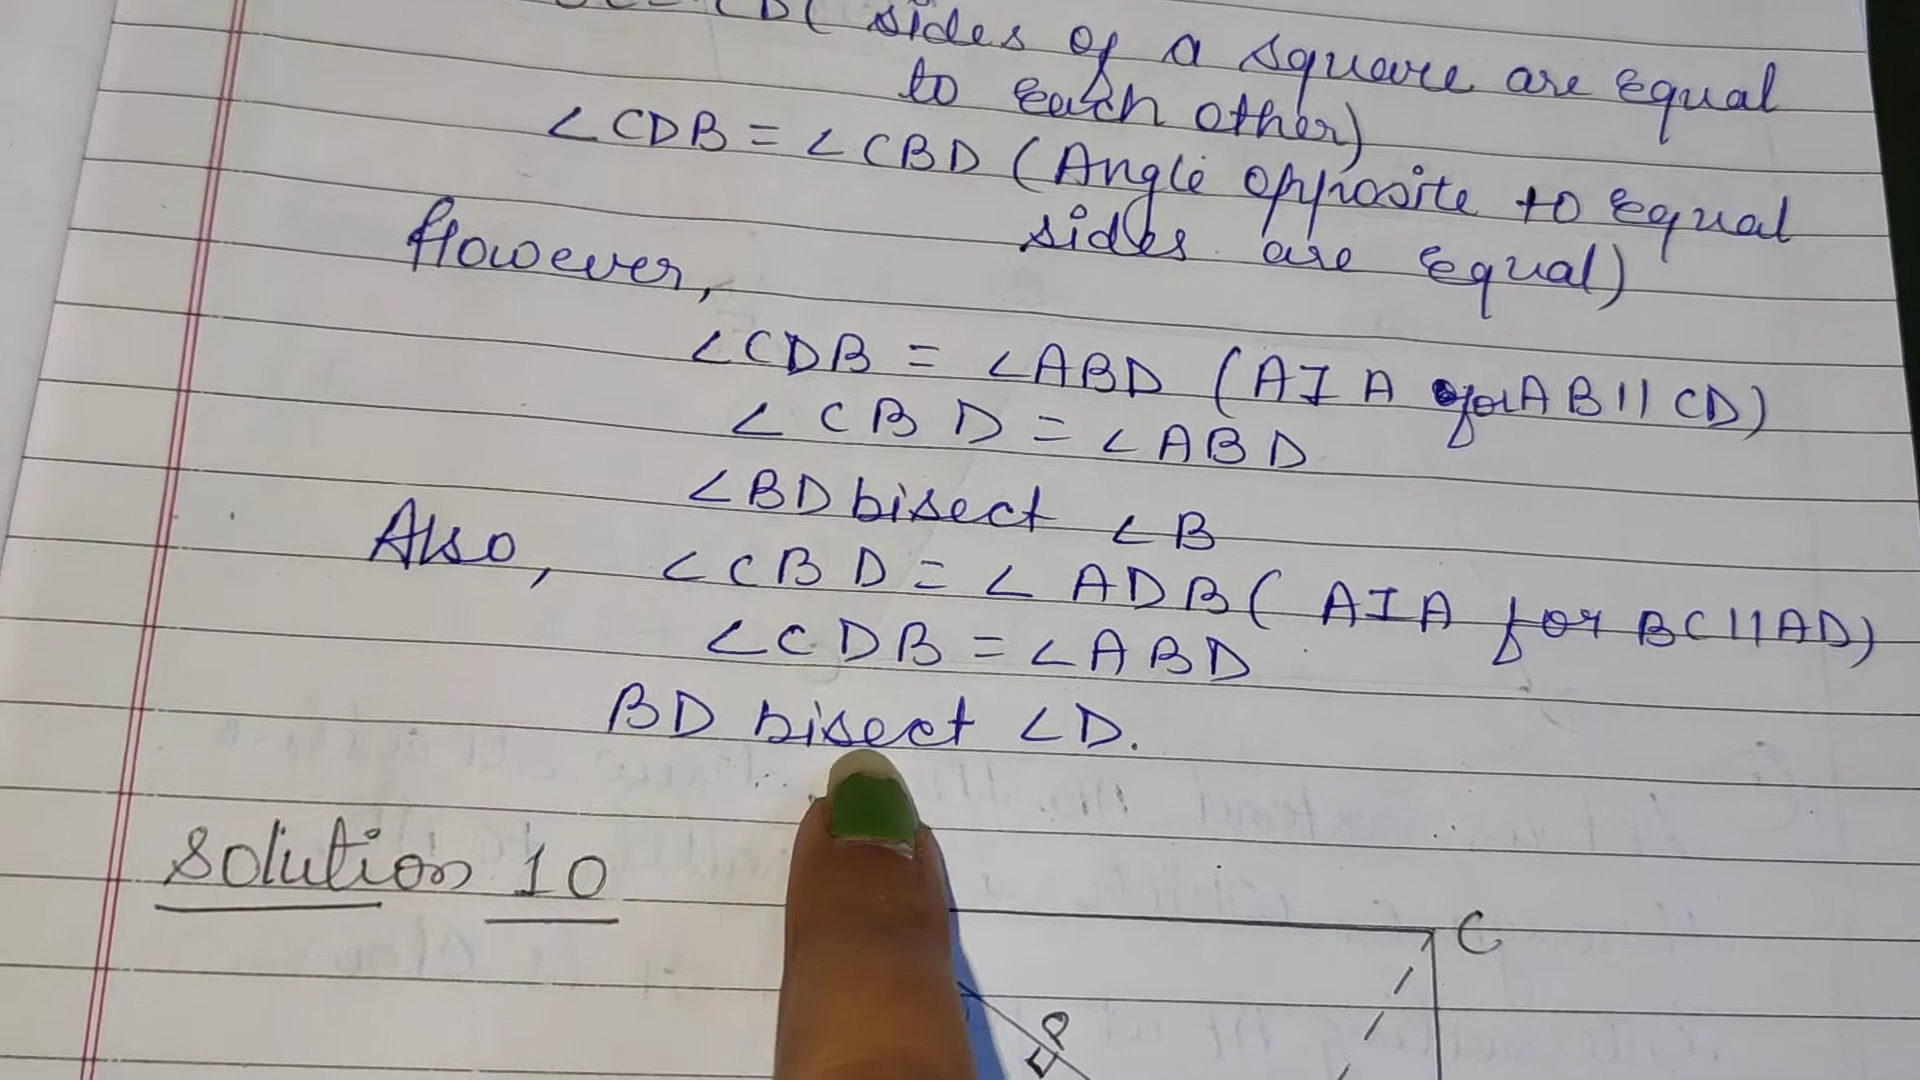 CD ( sides of a square are equal
to each other)
∠CDB = ∠CBD (Angle opposite to equal
sides are equal)
However,
∠CDB = ∠ABD (AIA for AB || CD)
∠CBD = ∠ABD
∠BD bisect ∠B
Also, ∠CBD = ∠ADB ( AIA for BC || AD)
∠CDB = ∠ABD
BD bisect ∠D.
Solution 10
C
P